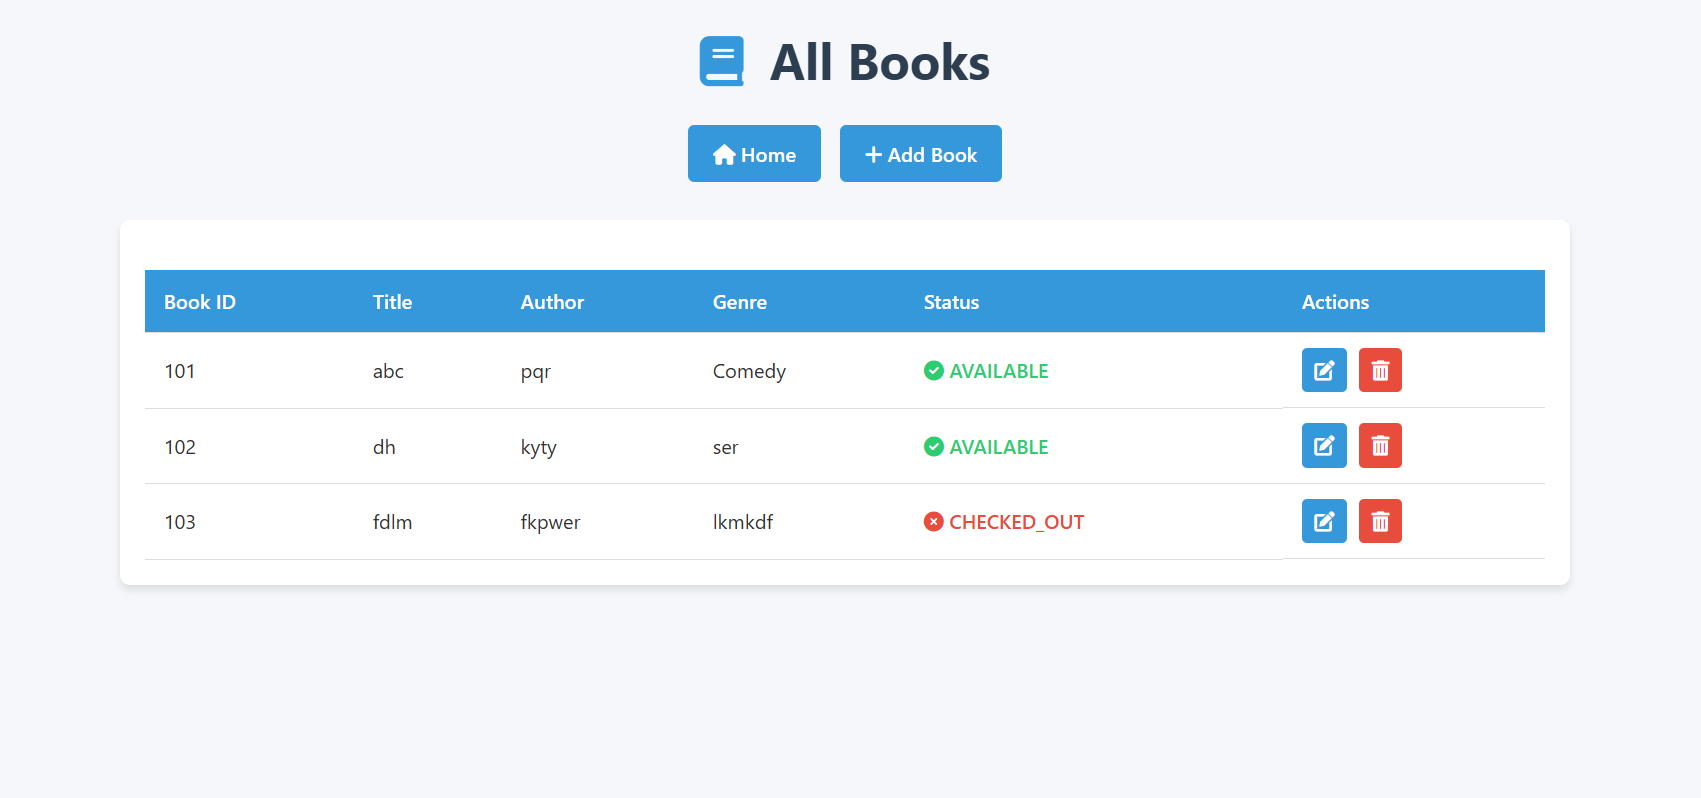 All Books
Home Add Book
Book ID Title Author Genre Status Actions
101 abc pqr Comedy AVAILABLE
102 dh kyty ser AVAILABLE
103 fdlm fkpwer lkmkdf CHECKED_OUT